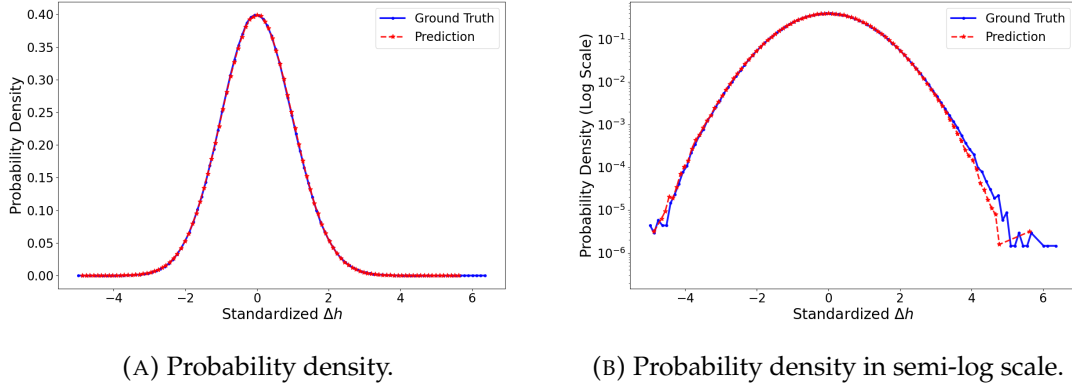 0.40
0.35
0.30
0.25
0.20
0.15
0.10
0.05
0.00
Probability Density
−4 −2 0 2 4 6
Standardized Δh
Ground Truth
Prediction
10⁻¹
10⁻²
10⁻³
10⁻⁴
10⁻⁵
10⁻⁶
Probability Density (Log Scale)
−4 −2 0 2 4 6
Standardized Δh
Ground Truth
Prediction
(A) Probability density.
(B) Probability density in semi-log scale.